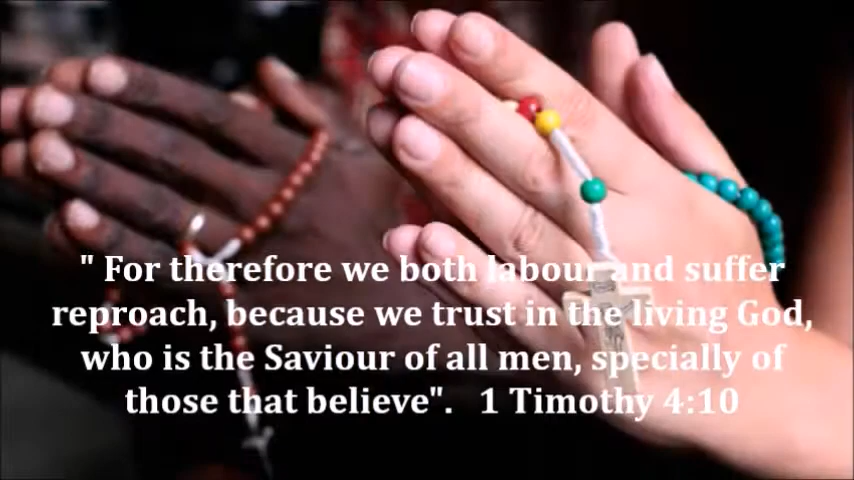 " For therefore we both labour and suffer
reproach, because we trust in the living God,
who is the Saviour of all men, specially of
those that believe".   1 Timothy 4:10